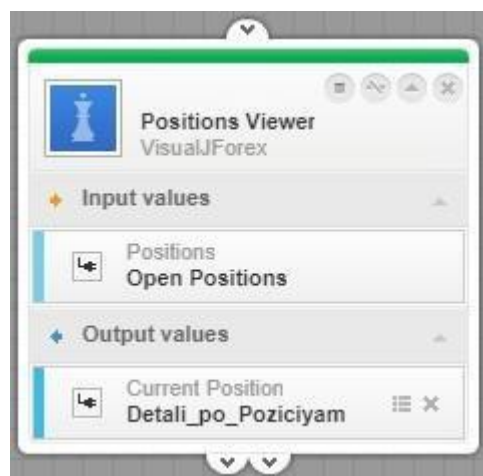 Positions Viewer
VisualJForex
Input values
Positions
Open Positions
Output values
Current Position
Detali_po_Poziciyam